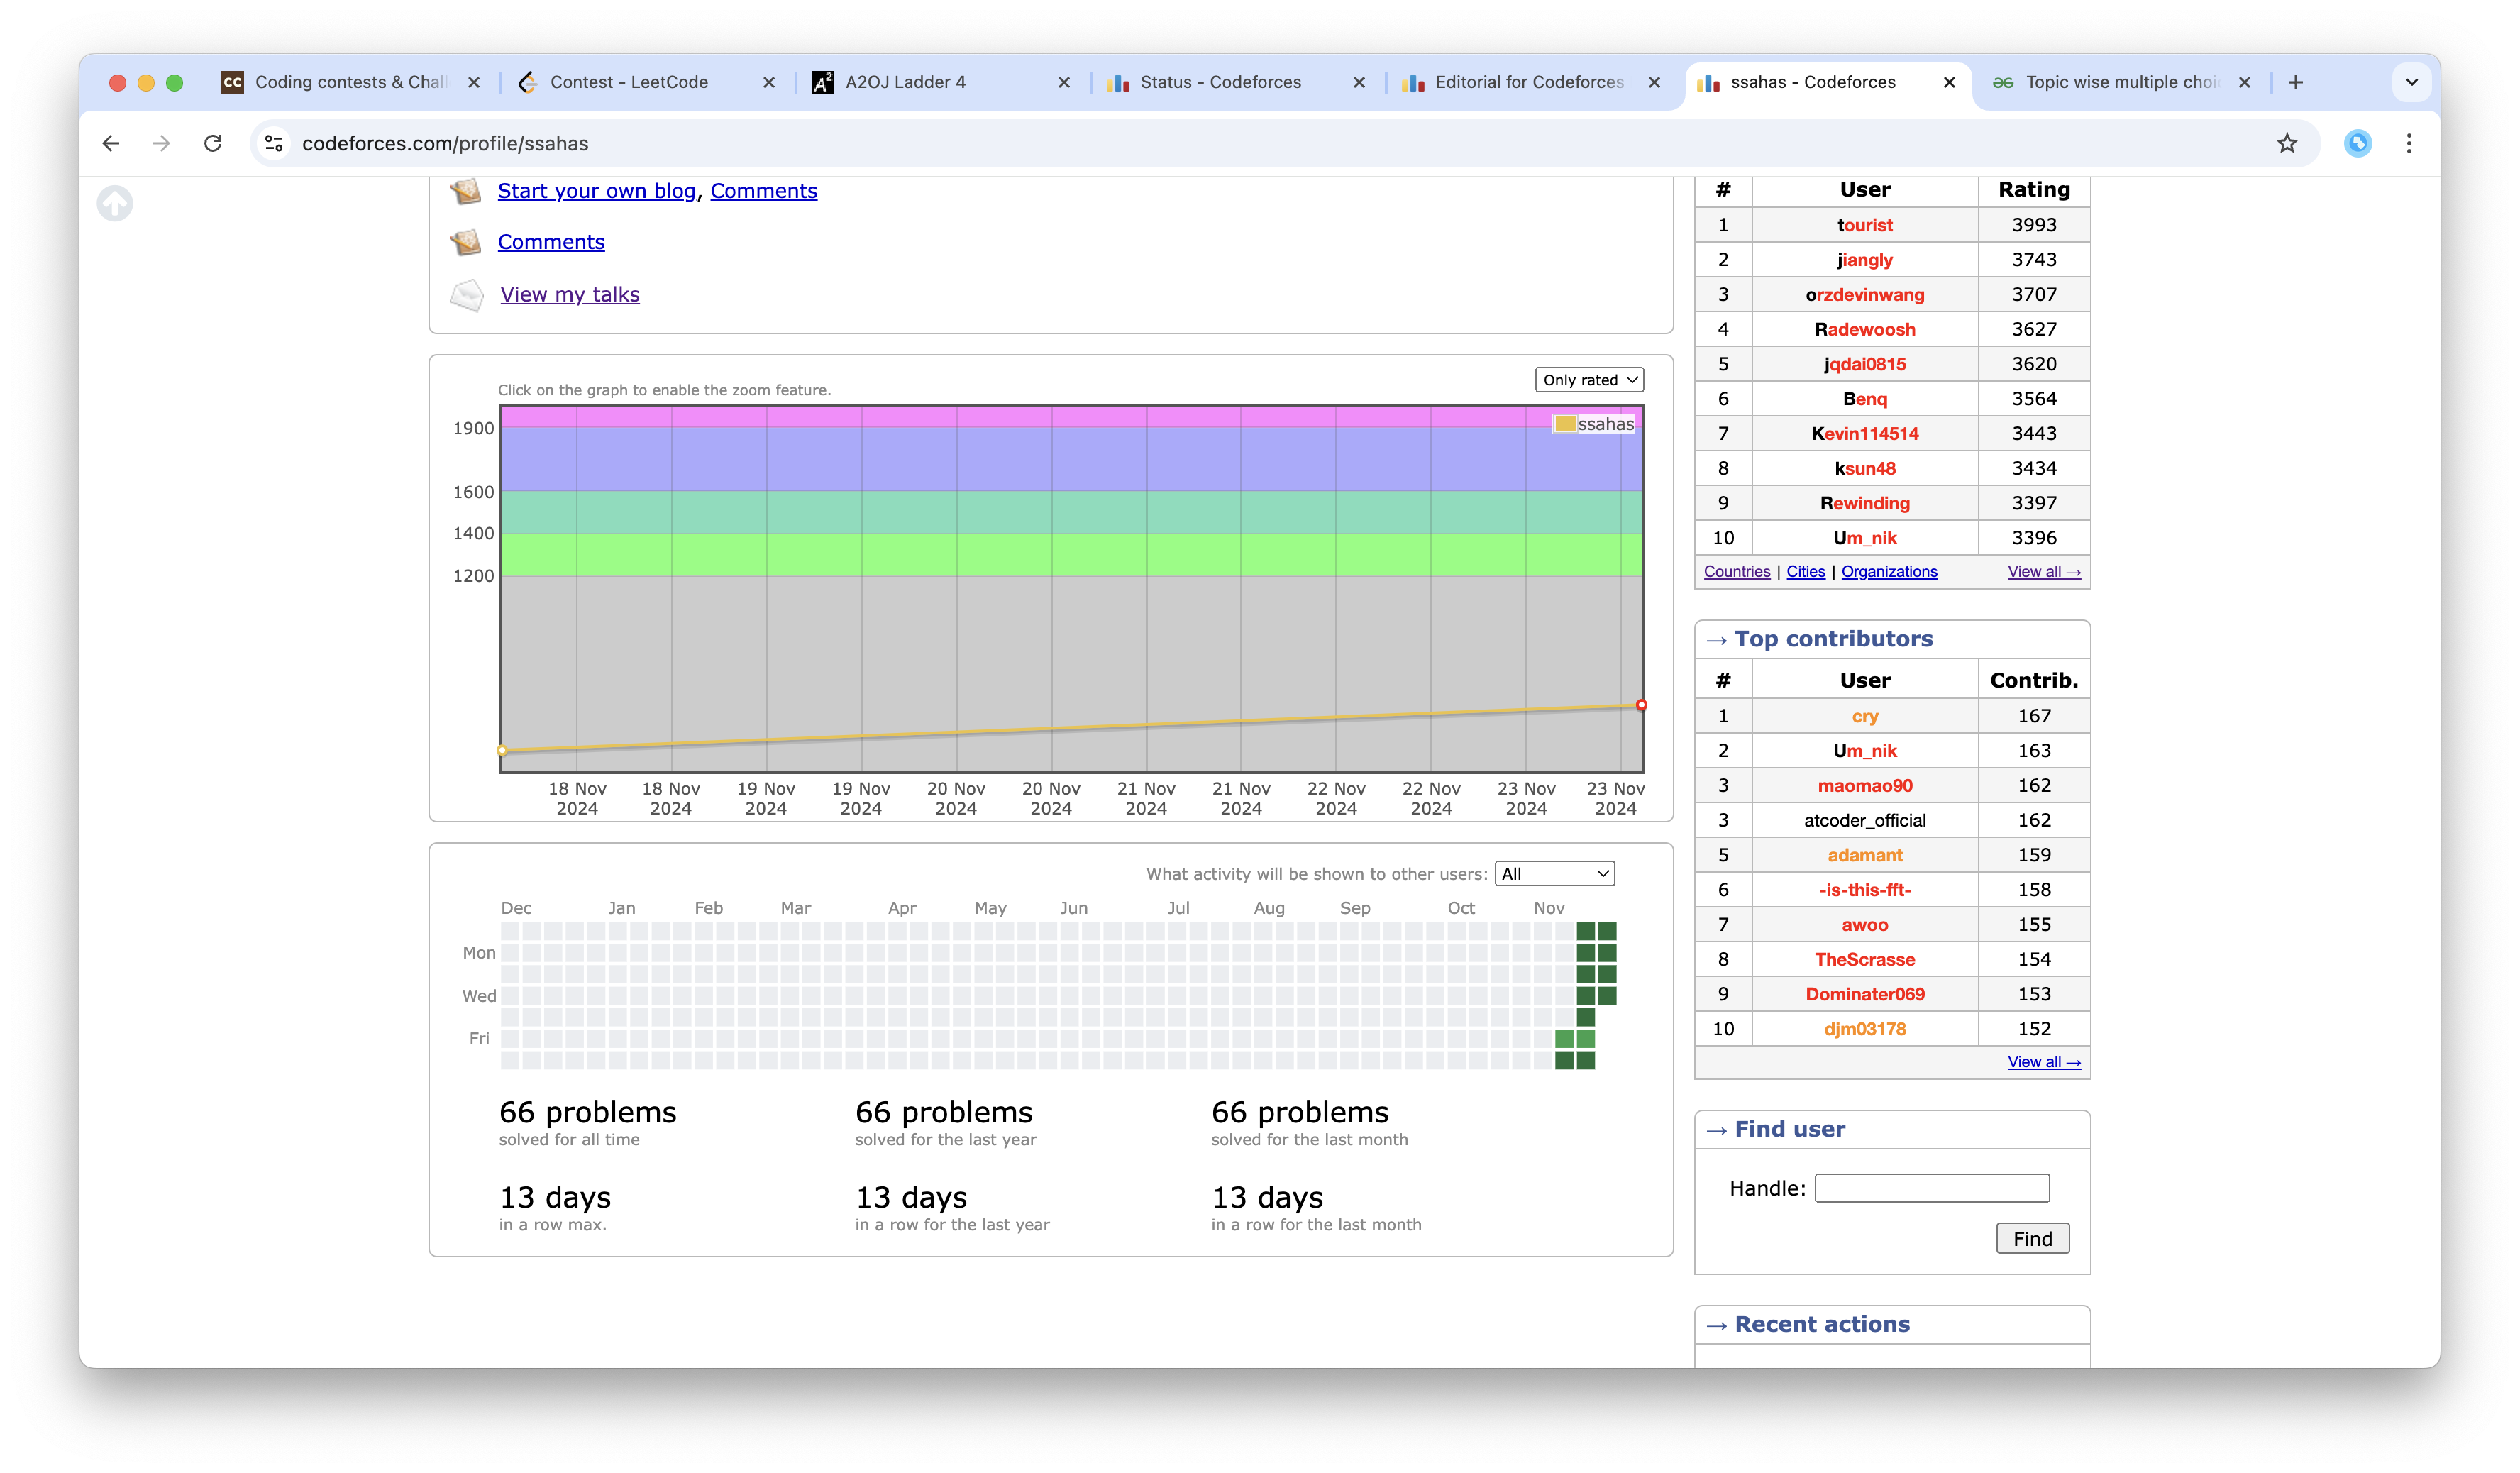 Coding contests & Chal
Contest - LeetCode
A2OJ Ladder 4
Status - Codeforces
Editorial for Codeforces
ssahas - Codeforces
Topic wise multiple choi
codeforces.com/profile/ssahas
Start your own blog, Comments
Comments
View my talks
Click on the graph to enable the zoom feature.
Only rated
ssahas
1900
1600
1400
1200
18 Nov 2024
18 Nov 2024
19 Nov 2024
19 Nov 2024
20 Nov 2024
20 Nov 2024
21 Nov 2024
21 Nov 2024
22 Nov 2024
22 Nov 2024
23 Nov 2024
23 Nov 2024
What activity will be shown to other users: All
Dec Jan Feb Mar Apr May Jun Jul Aug Sep Oct Nov
Mon
Wed
Fri
66 problems
solved for all time
66 problems
solved for the last year
66 problems
solved for the last month
13 days
in a row max.
13 days
in a row for the last year
13 days
in a row for the last month
# User Rating
1 tourist 3993
2 jiangly 3743
3 orzdevinwang 3707
4 Radewoosh 3627
5 jqdai0815 3620
6 Benq 3564
7 Kevin114514 3443
8 ksun48 3434
9 Rewinding 3397
10 Um_nik 3396
Countries | Cities | Organizations View all →
→ Top contributors
# User Contrib.
1 cry 167
2 Um_nik 163
3 maomao90 162
3 atcoder_official 162
5 adamant 159
6 -is-this-fft- 158
7 awoo 155
8 TheScrasse 154
9 Dominater069 153
10 djm03178 152
View all →
→ Find user
Handle:
Find
→ Recent actions